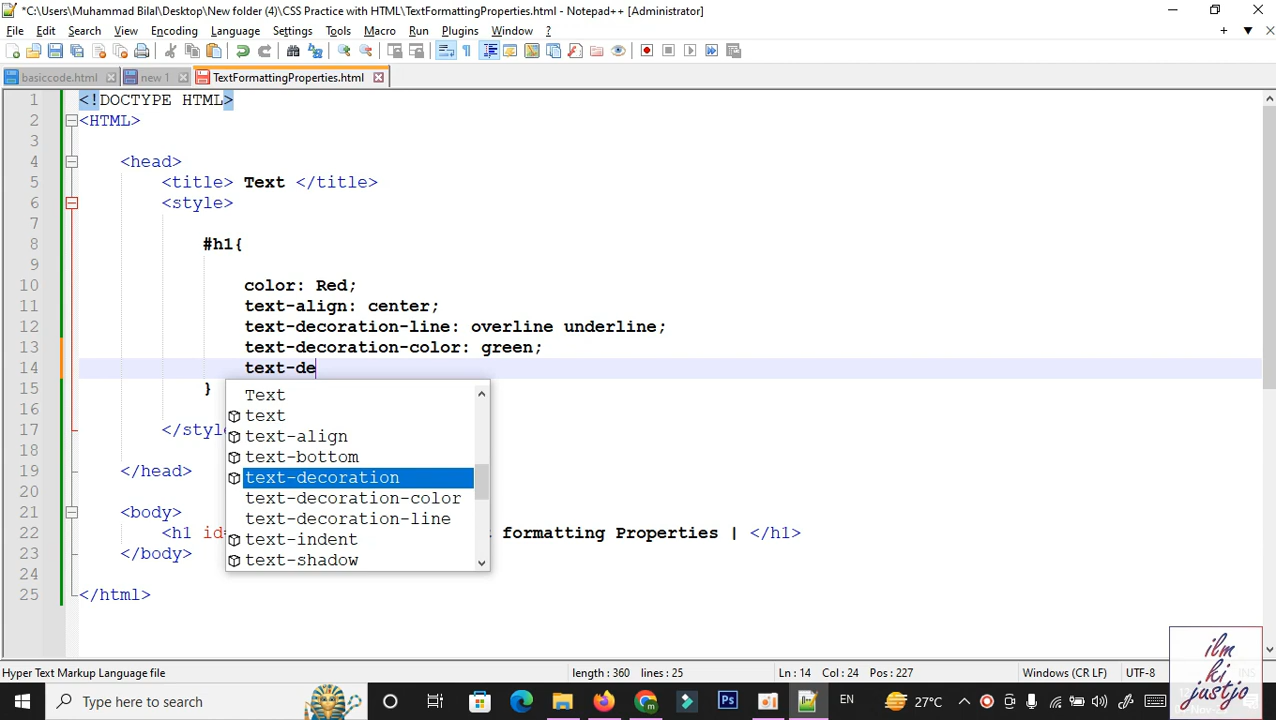 *C:\Users\Muhammad Bilal\Desktop\New folder (4)\CSS Practice with HTML\TextFormattingProperties.html - Notepad++ [Administrator]
File Edit Search View Encoding Language Settings Tools Macro Run Plugins Window ?
basiccode.html new 1 TextFormattingProperties.html
1 <!DOCTYPE HTML>
2 <HTML>
3
4 <head>
5 <title> Text </title>
6 <style>
7
8 #h1{
9
10 color: Red;
11 text-align: center;
12 text-decoration-line: overline underline;
13 text-decoration-color: green;
14 text-de
15 }
Text
16 text
17 </styl
text-align
18 text-bottom
19 </head>
text-decoration
20 text-decoration-color
21 <body>
text-decoration-line
22 <h1 id formatting Properties | </h1>
text-indent
23 </body>
text-shadow
24
25 </html>
Hyper Text Markup Language file length : 360 lines : 25 Ln : 14 Col : 24 Pos : 227 Windows (CR LF) UTF-8
Type here to search
EN 27°C
ilm
ki
justjo